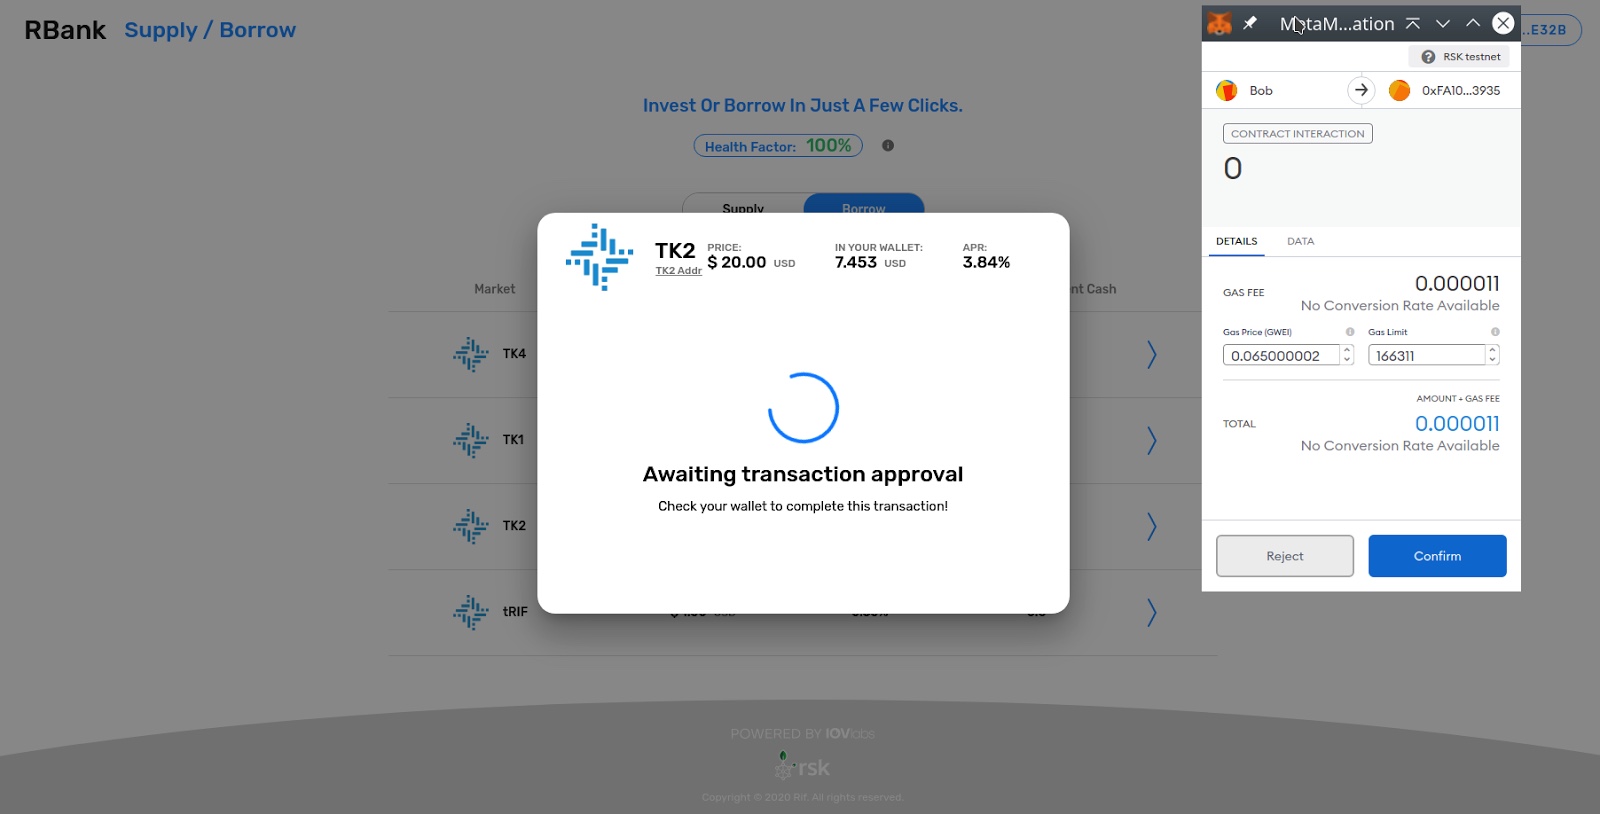 RBank Supply / Borrow
..E32B
Invest Or Borrow In Just A Few Clicks.
Health Factor: 100%
Supply Borrow
Market
nt Cash
TK4
TK1
TK2
tRIF
TK2
TK2 Addr
PRICE:
$ 20.00 USD
IN YOUR WALLET:
7.453 USD
APR:
3.84%
Awaiting transaction approval
Check your wallet to complete this transaction!
POWERED BY IOVlabs
rsk
Copyright © 2020 Rif. All rights reserved.
MetaM...ation
RSK testnet
Bob
0xFA10...3935
CONTRACT INTERACTION
0
DETAILS DATA
GAS FEE
0.000011
No Conversion Rate Available
Gas Price (GWEI) Gas Limit
0.065000002 166311
AMOUNT + GAS FEE
TOTAL
0.000011
No Conversion Rate Available
Reject Confirm